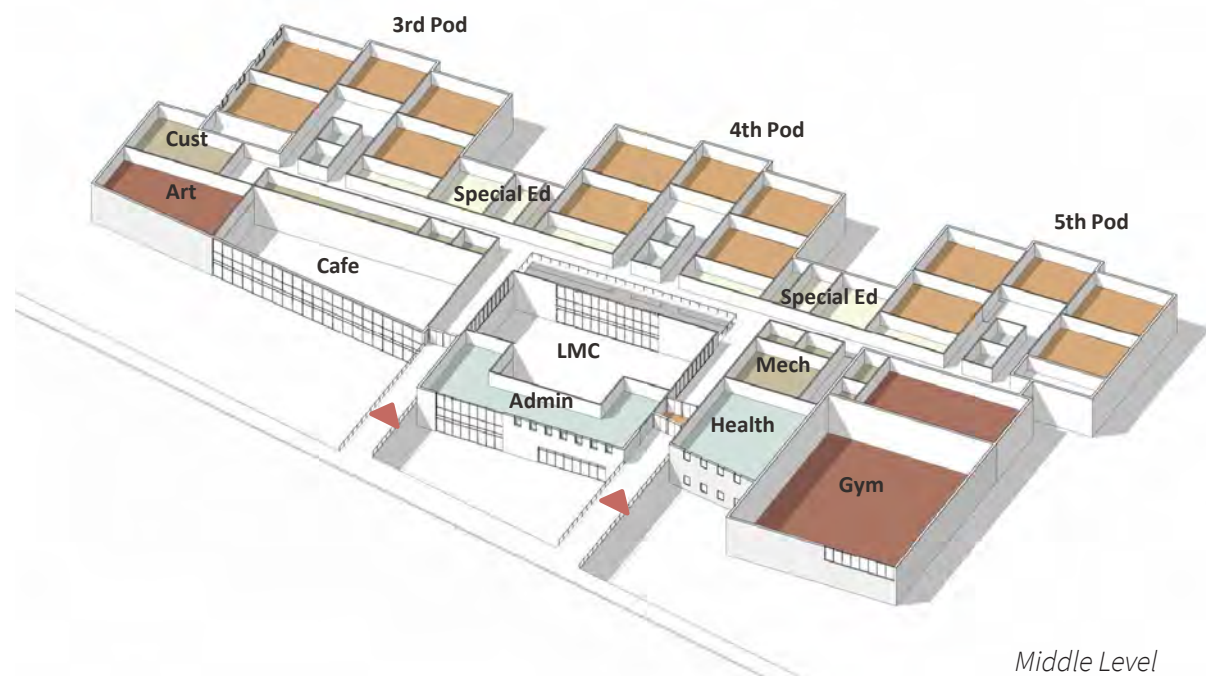 3rd Pod
4th Pod
Cust
Art
Special Ed
5th Pod
Cafe
Special Ed
LMC
Mech
Admin
Health
Gym
Middle Level